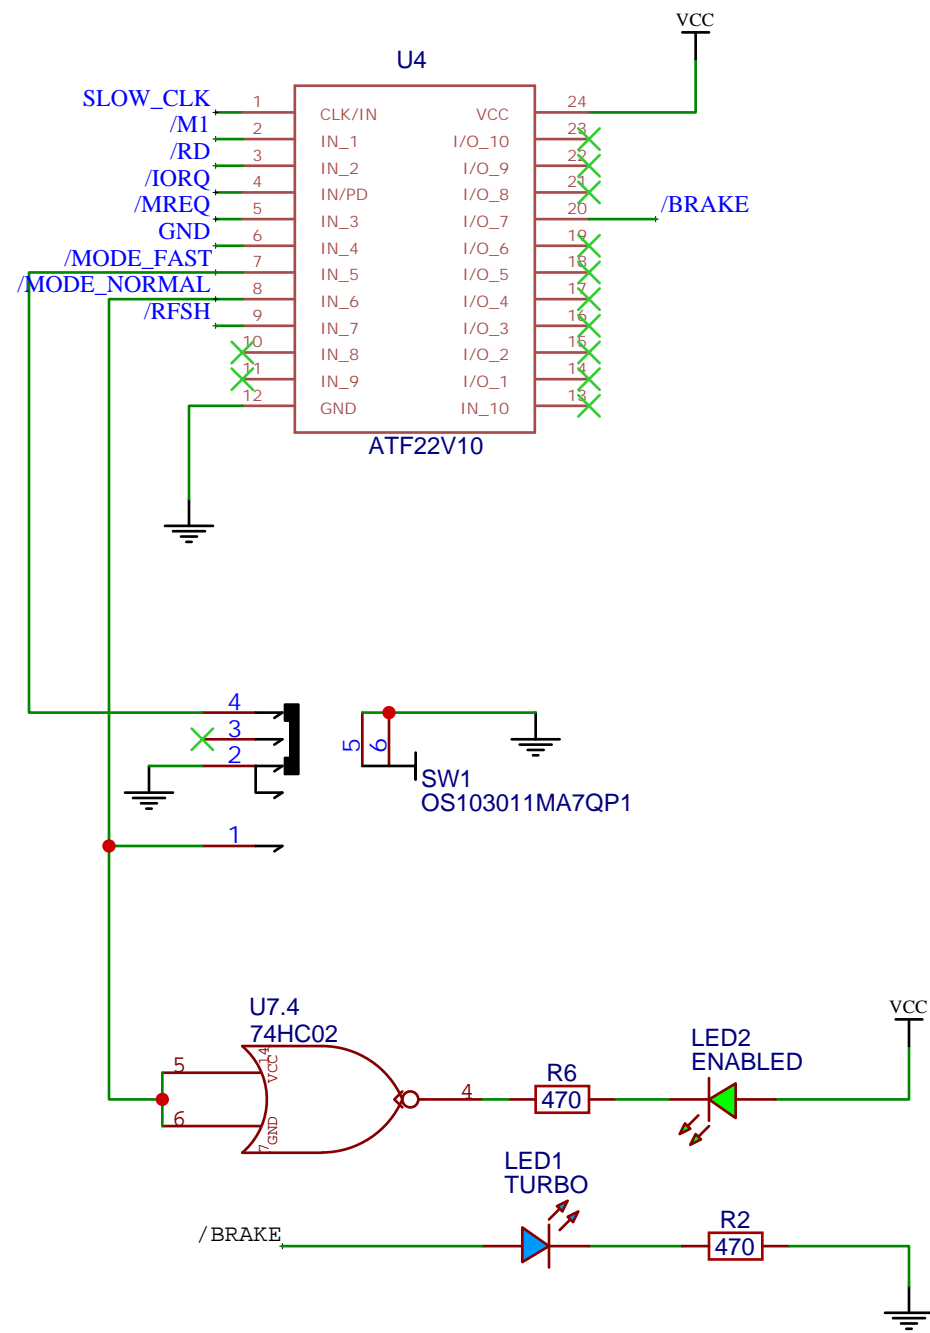 VCC
U4
SLOW_CLK 1 CLK/IN VCC 24
/M1 2 IN_1 I/O_10 23
/RD 3 IN_2 I/O_9 22
/IORQ 4 IN/PD I/O_8 21
/MREQ 5 IN_3 I/O_7 20 /BRAKE
GND 6 IN_4 I/O_6 19
/MODE_FAST 7 IN_5 I/O_5 18
/MODE_NORMAL 8 IN_6 I/O_4 17
/RFSH 9 IN_7 I/O_3 16
10 IN_8 I/O_2 15
11 IN_9 I/O_1 14
12 GND IN_10 13
ATF22V10
4
3
2
1
5 6
SW1
OS103011MA7QP1
U7.4
74HC02
5
6
14
VCC
7
GND
4
R6
470
LED2
ENABLED
VCC
LED1
TURBO
/BRAKE
R2
470